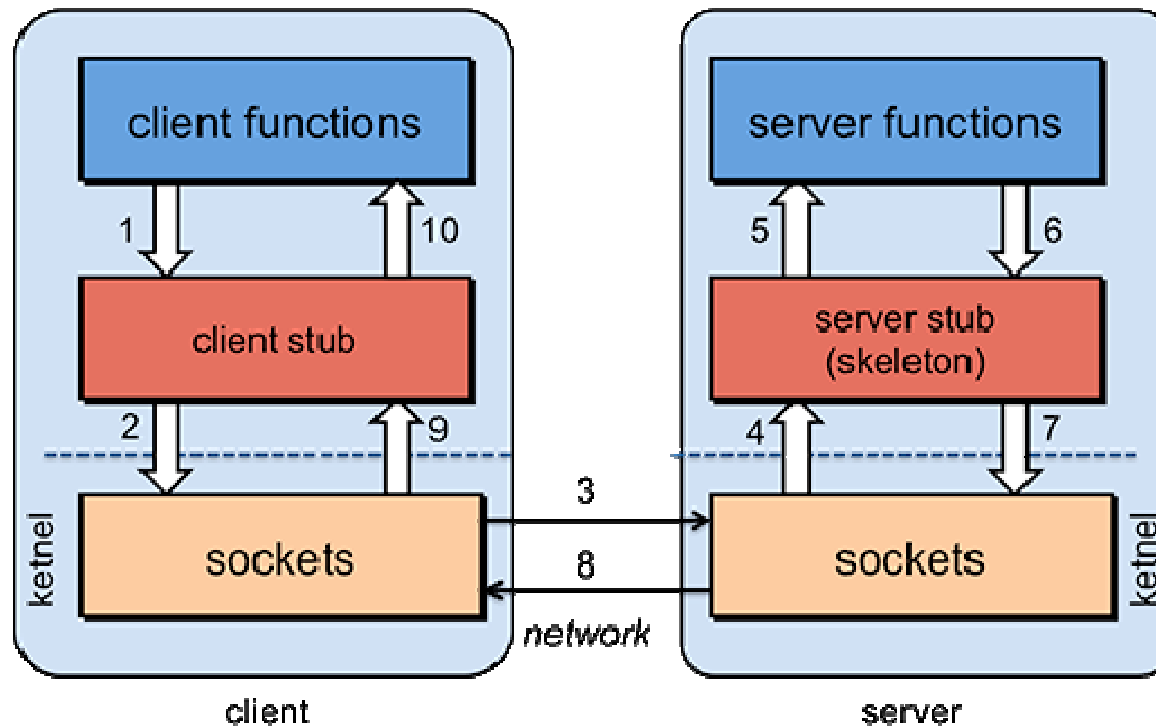 client functions
server functions
1
10
5
6
client stub
server stub
(skeleton)
2
9
4
7
3
ketnel
sockets
8
sockets
ketnel
network
client
server